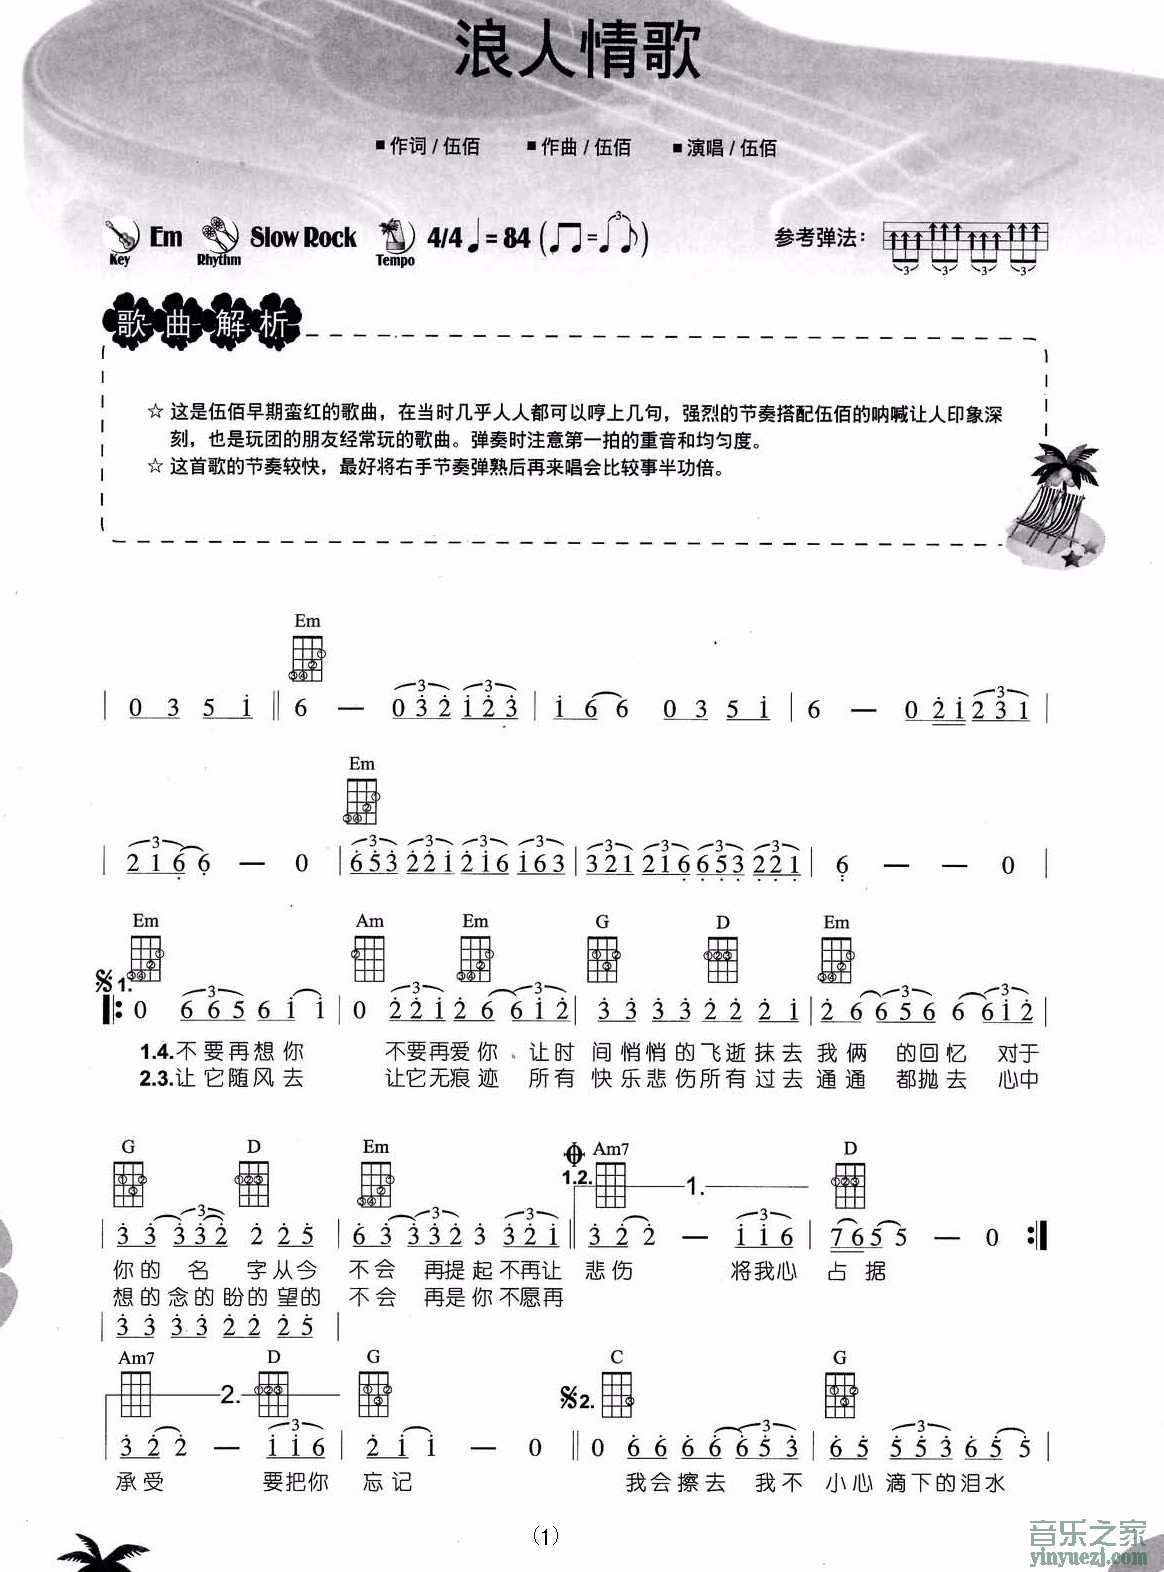 浪人情歌
■作词/伍佰 ■作曲/伍佰 ■演唱/伍佰
Key Em Rhythm Slow Rock Tempo 4/4 ♩=84 (♫=♩♪) 3 参考弹法：
3 3 3 3
歌曲解析
☆ 这是伍佰早期蛮红的歌曲，在当时几乎人人都可以哼上几句，强烈的节奏搭配伍佰的呐喊让人印象深
刻，也是玩团的朋友经常玩的歌曲。弹奏时注意第一拍的重音和均匀度。
☆ 这首歌的节奏较快，最好将右手节奏弹熟后再来唱会比较事半功倍。
Em
0 3 5 i 6 — 0 3 2 i 2 3 i 6 6 0 3 5 i 6 — 0 2 i 2 3 1
Em
2 1 6 6 — 0 6 5 3 2 2 i 2 i 6 i 6 3 3 2 1 2 1 6 6 5 3 2 2 1 6 — — 0
Em Am Em G D Em
𝄋1.
0 6 6 5 6 i i 0 2 2 i 2 6 6 i 2 3 3 3 3 2 2 2 i 2 6 6 5 6 6 6 i 2
1.4.不要再想你 不要再爱你 让时 间悄悄的飞逝抹去 我俩 的回忆 对于
2.3.让它随风去 让它无痕迹 所有 快乐悲伤所有过去 通通 都抛去 心中
G D Em 𝄌 Am7 D
1.2. 1.
3 3 3 3 2 2 2 2 5 6 3 3 3 2 3 3 2 i 3 2 2 — i i 6 7 6 5 5 — 0
你的 名 字从今 不会 再提起不再让 悲伤 将我心 占据
想的念的盼的望的 不会 再是你不愿再
3 3 3 3 2 2 2 5
Am7 D G C G
2. 𝄋2.
3 2 2 — i i 6 2 i i — 0 0 6 6 6 6 6 5 3 6 5 5 5 3 6 5 5
承受 要把你 忘记 我会擦去 我不 小心 滴下的泪水
(1)
音乐之家
yinyuezj.com